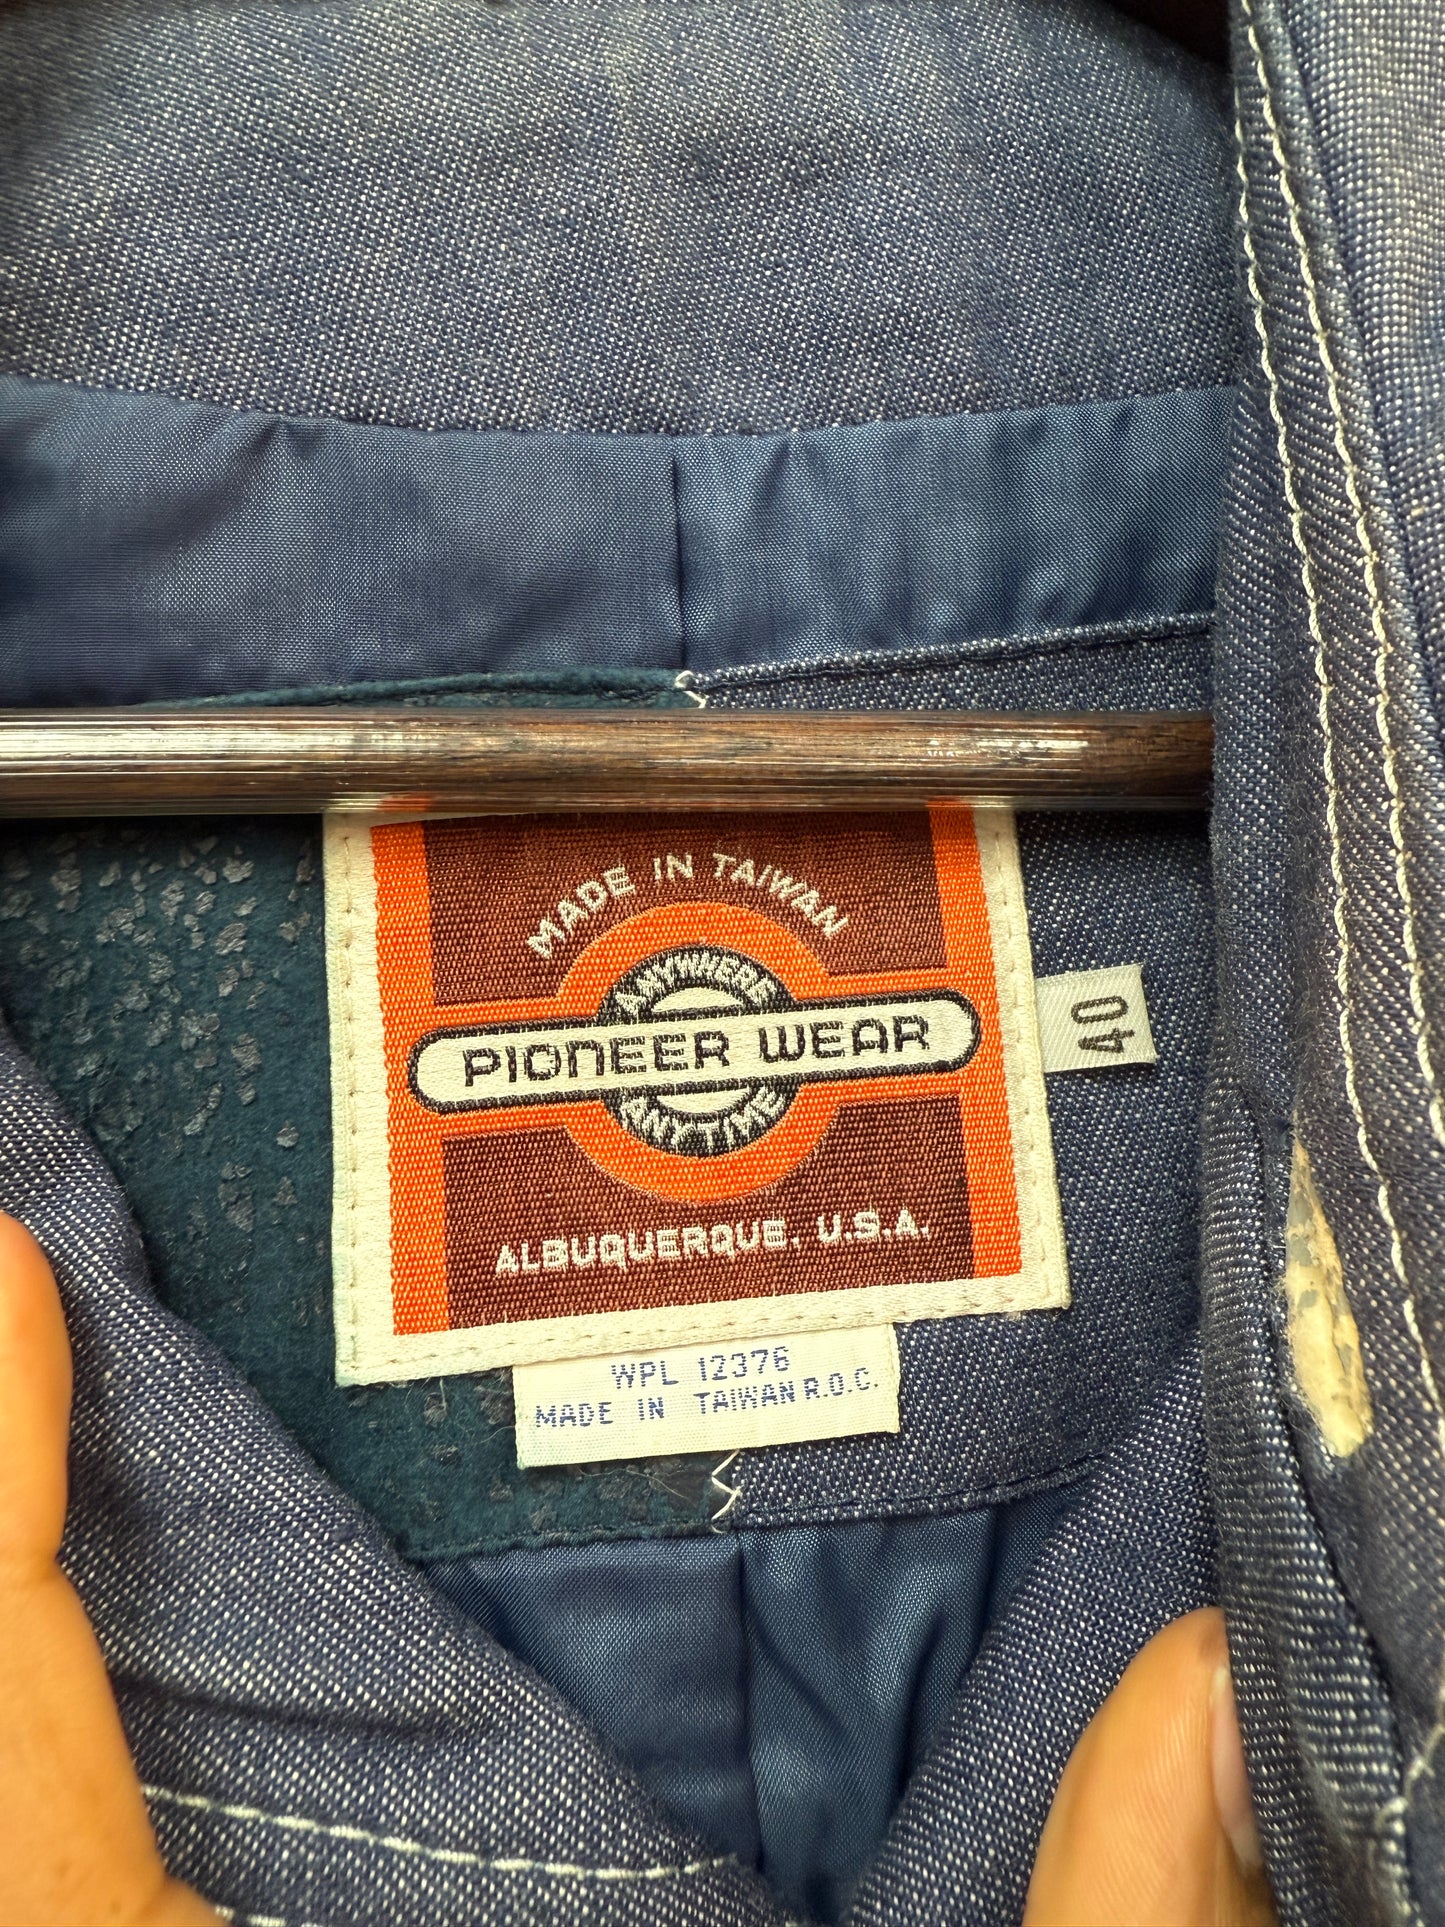 MADE IN TAIWAN
ANYWHERE
PIONEER WEAR
ANYTIME
ALBUQUERQUE, U.S.A.
40
WPL 12376
MADE IN TAIWAN R.O.C.